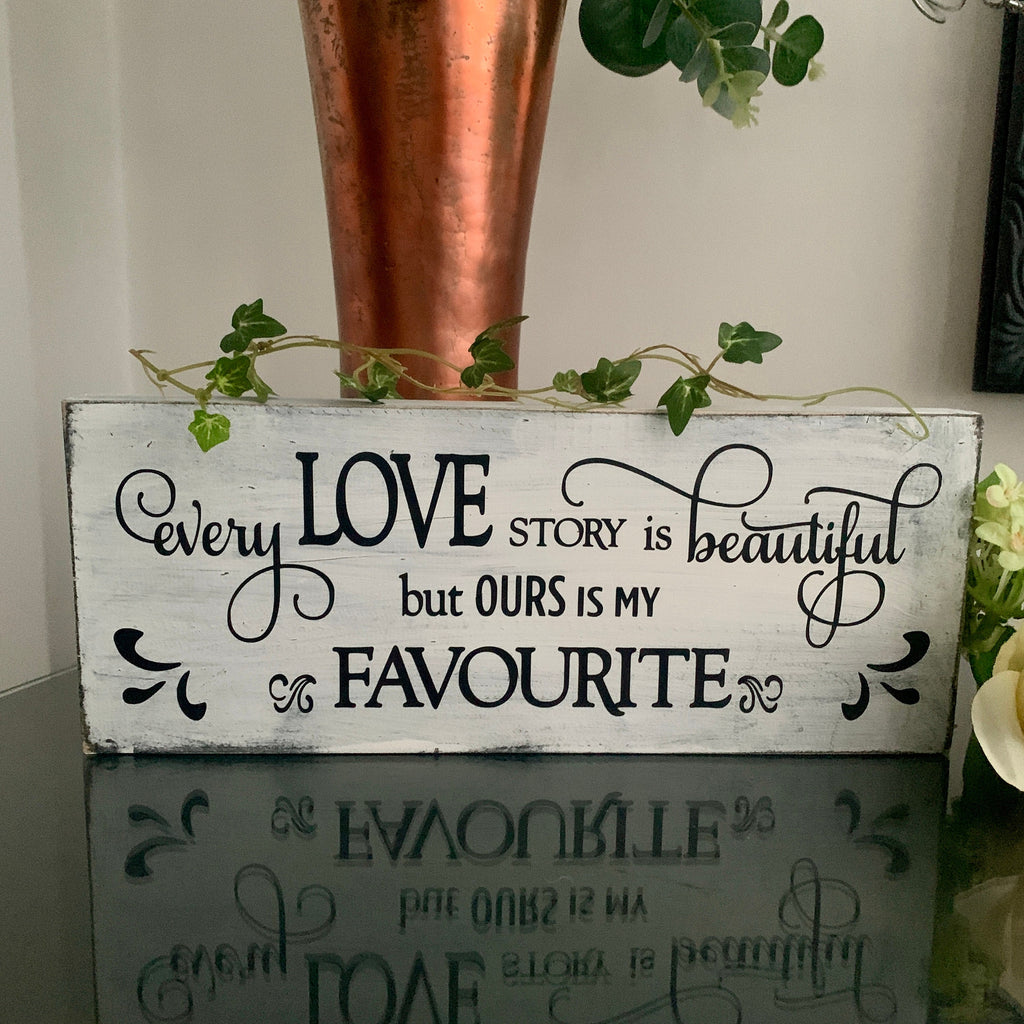 every LOVE STORY is beautiful
but OURS IS MY
FAVOURITE